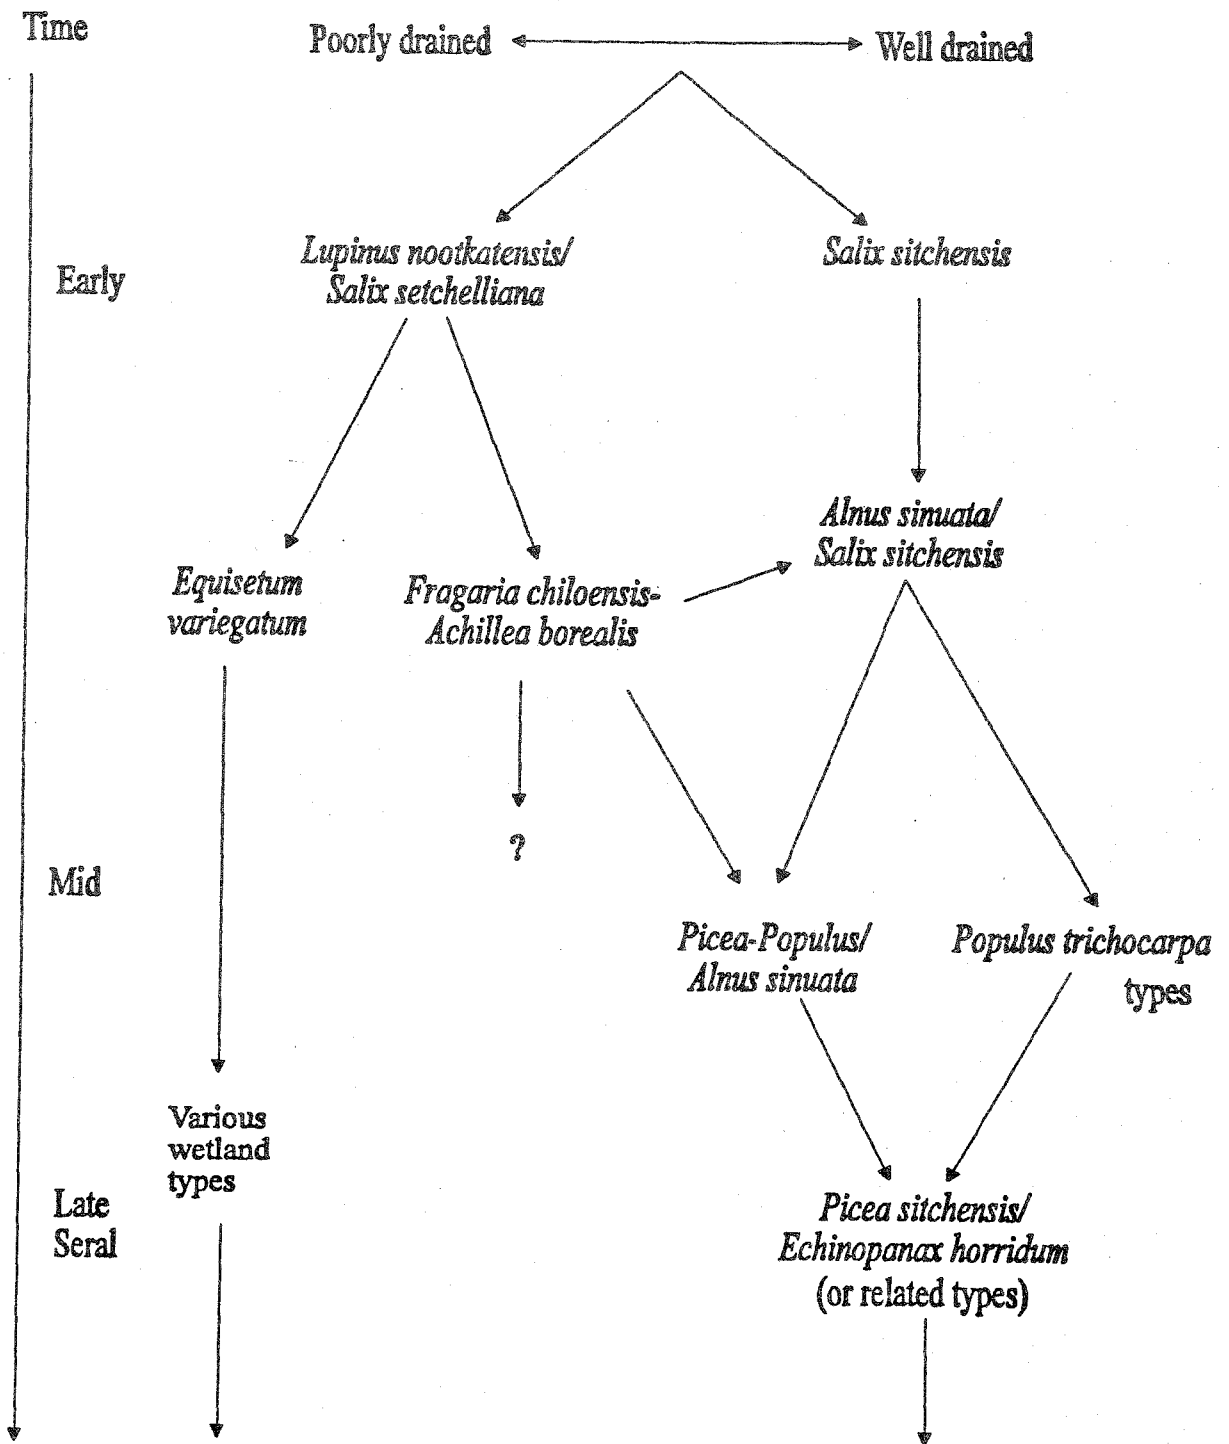 Time
Poorly drained
Well drained
Early
Lupinus nootkatensis/
Salix setchelliana
Salix sitchensis
Alnus sinuata/
Salix sitchensis
Equisetum
variegatum
Fragaria chiloensis-
Achillea borealis
?
Mid
Picea-Populus/
Alnus sinuata
Populus trichocarpa
types
Various
wetland
types
Late
Seral
Picea sitchensis/
Echinopanax horridum
(or related types)